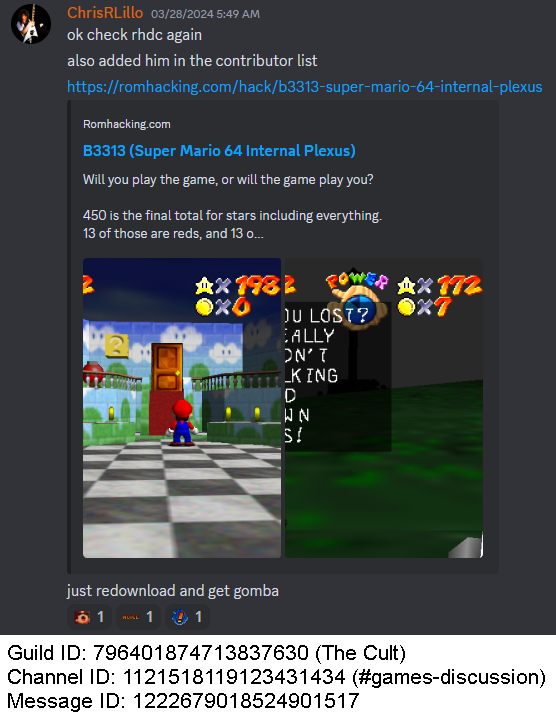 ChrisRLillo 03/28/2024 5:49 AM
ok check rhdc again
also added him in the contributor list
https://romhacking.com/hack/b3313-super-mario-64-internal-plexus
Romhacking.com
B3313 (Super Mario 64 Internal Plexus)
Will you play the game, or will the game play you?
450 is the final total for stars including everything.
13 of those are reds, and 13 o...
2 198
0
?
2 POWER 172
7
OU LOST?
EALLY
ON'T
LKING
D
WN
S!
just redownload and get gomba
1 1 1
Guild ID: 796401874713837630 (The Cult)
Channel ID: 1121518119123431434 (#games-discussion)
Message ID: 1222679018524901517